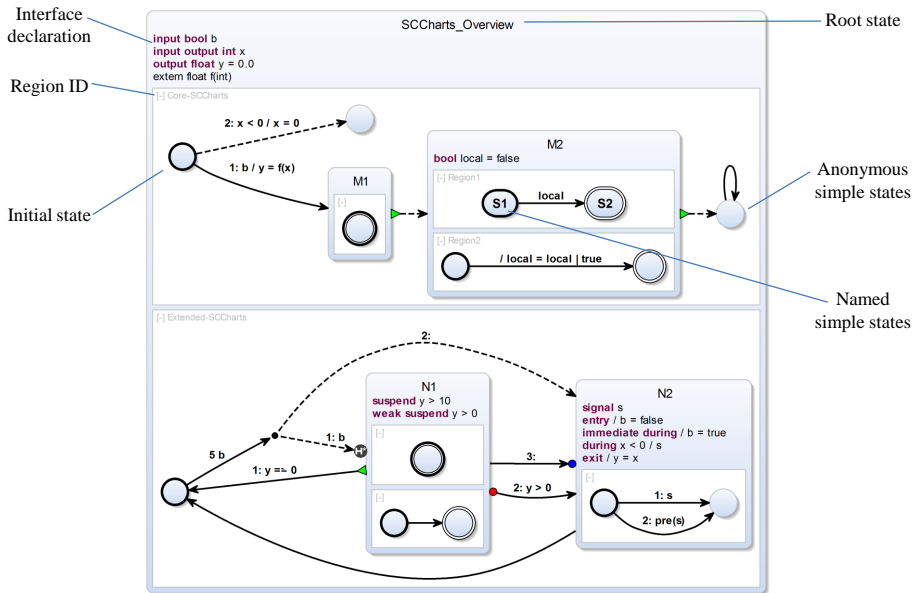 Interface
declaration
SCCharts_Overview
Root state
input bool b
input output int x
output float y = 0.0
extern float f(int)
Region ID
[-] Core-SCCharts
2: x < 0 / x = 0
1: b / y = f(x)
Initial state
M1
[-]
M2
bool local = false
[-] Region1
S1
local
S2
[-] Region2
/ local = local | true
Anonymous
simple states
Named
simple states
[-] Extended-SCCharts
2:
5 b
1: b
H*
1: y == 0
N1
suspend y > 10
weak suspend y > 0
[-]
[-]
3:
2: y > 0
N2
signal s
entry / b = false
immediate during / b = true
during x < 0 / s
exit / y = x
[-]
1: s
2: pre(s)